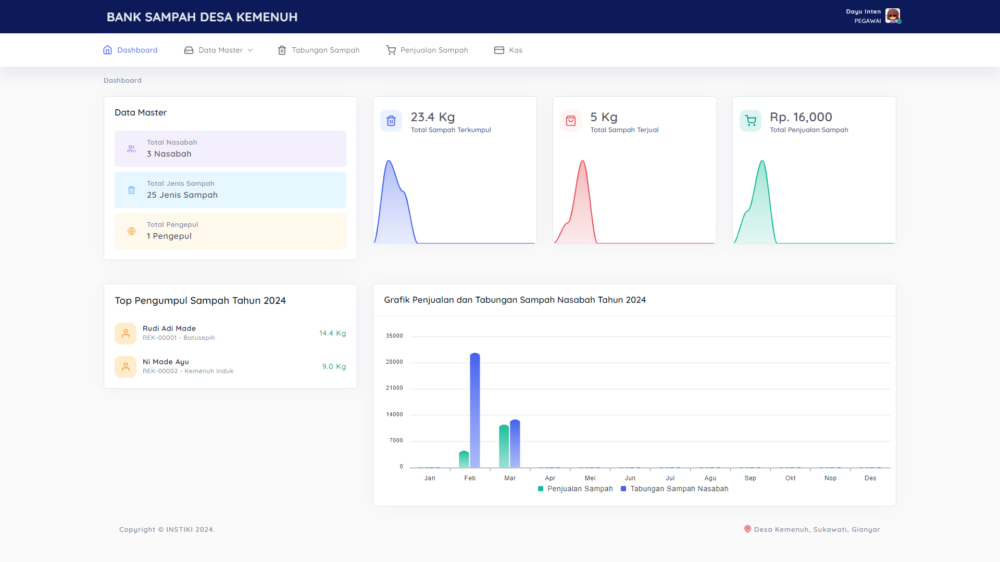 BANK SAMPAH DESA KEMENUH
Dayu Inten
PEGAWAI
Dashboard
Data Master
Tabungan Sampah
Penjualan Sampah
Kas
Dashboard
Data Master
Total Nasabah
3 Nasabah
Total Jenis Sampah
25 Jenis Sampah
Total Pengepul
1 Pengepul
23.4 Kg
Total Sampah Terkumpul
5 Kg
Total Sampah Terjual
Rp. 16,000
Total Penjualan Sampah
Top Pengumpul Sampah Tahun 2024
Rudi Adi Made
REK-00001 - Batusepih
14.4 Kg
Ni Made Ayu
REK-00002 - Kemenuh Induk
9.0 Kg
Grafik Penjualan dan Tabungan Sampah Nasabah Tahun 2024
35000
28000
21000
14000
7000
0
Jan Feb Mar Apr Mei Jun Jul Agu Sep Okt Nop Des
Penjualan Sampah Tabungan Sampah Nasabah
Copyright © INSTIKI 2024.
Desa Kemenuh, Sukawati, Gianyar